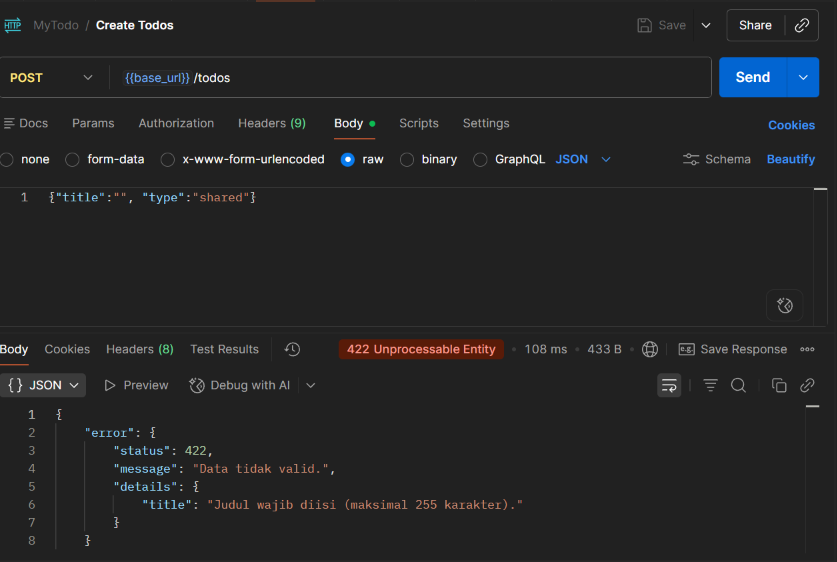 HTTP MyTodo / Create Todos Save Share
POST {{base_url}} /todos Send
Docs Params Authorization Headers (9) Body Scripts Settings Cookies
none form-data x-www-form-urlencoded raw binary GraphQL JSON Schema Beautify
1 {"title":"", "type":"shared"}
Body Cookies Headers (8) Test Results 422 Unprocessable Entity • 108 ms • 433 B • e.g. Save Response
{} JSON Preview Debug with AI
1 {
2 "error": {
3 "status": 422,
4 "message": "Data tidak valid.",
5 "details": {
6 "title": "Judul wajib diisi (maksimal 255 karakter)."
7 }
8 }